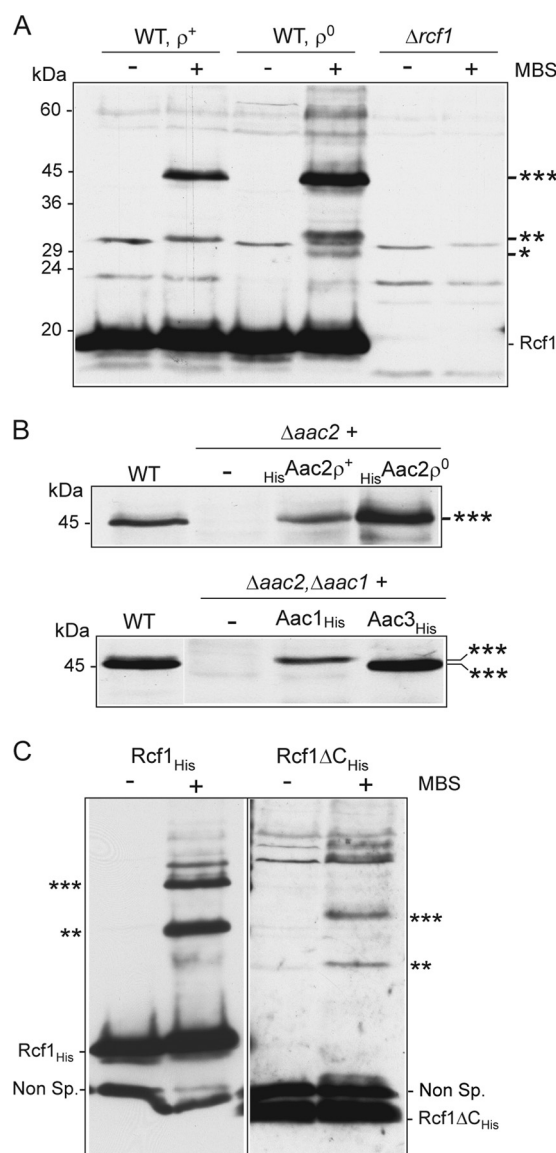 A
WT, ρ+ WT, ρ0 Δrcf1
kDa - + - + - + MBS
60
45 ***
36
**
29 *
24
20 Rcf1
B
Δaac2 +
WT - HisAac2ρ+ HisAac2ρ0
kDa
45 ***
Δaac2,Δaac1 +
WT - Aac1His Aac3His
kDa
45 ***
***
C
Rcf1His Rcf1ΔCHis
- + - + MBS
*** ***
** **
Rcf1His
Non Sp. Non Sp.
Rcf1ΔCHis